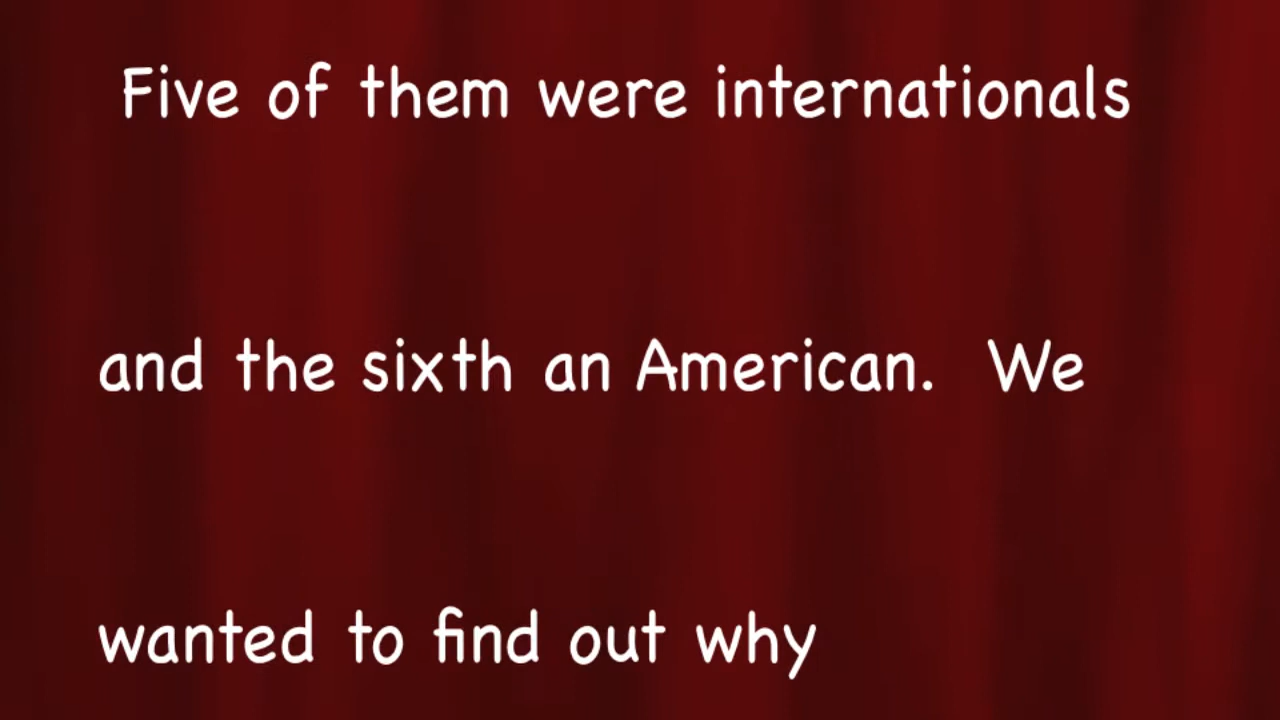 Five of them were internationals
and the sixth an American.  We
wanted to find out why